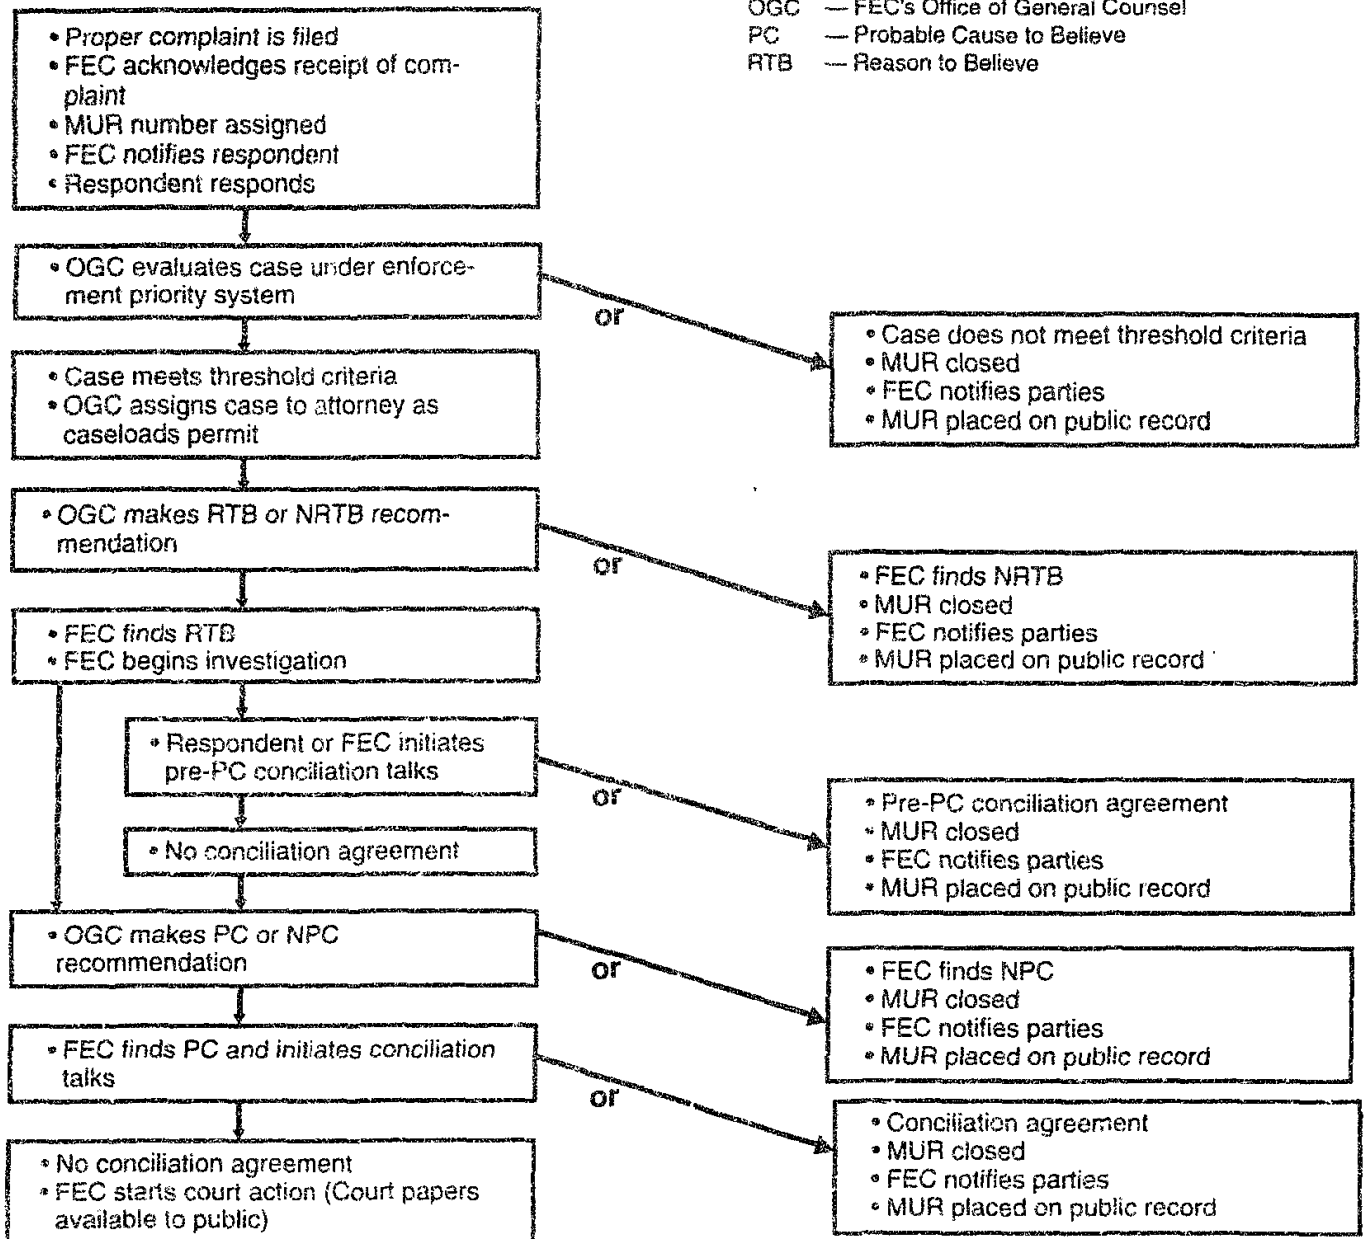 OGC — FEC's Office of General Counsel
PC — Probable Cause to Believe
RTB — Reason to Believe
• Proper complaint is filed
• FEC acknowledges receipt of com-
plaint
• MUR number assigned
• FEC notifies respondent
• Respondent responds
• OGC evaluates case under enforce-
ment priority system
or
• Case does not meet threshold criteria
• MUR closed
• FEC notifies parties
• MUR placed on public record
• Case meets threshold criteria
• OGC assigns case to attorney as
caseloads permit
• OGC makes RTB or NRTB recom-
mendation
or
• FEC finds NRTB
• MUR closed
• FEC notifies parties
• MUR placed on public record
• FEC finds RTB
• FEC begins investigation
• Respondent or FEC initiates
pre-PC conciliation talks
or
• Pre-PC conciliation agreement
• MUR closed
• FEC notifies parties
• MUR placed on public record
• No conciliation agreement
• OGC makes PC or NPC
recommendation
or
• FEC finds NPC
• MUR closed
• FEC notifies parties
• MUR placed on public record
• FEC finds PC and initiates conciliation
talks
or
• Conciliation agreement
• MUR closed
• FEC notifies parties
• MUR placed on public record
• No conciliation agreement
• FEC starts court action (Court papers
available to public)